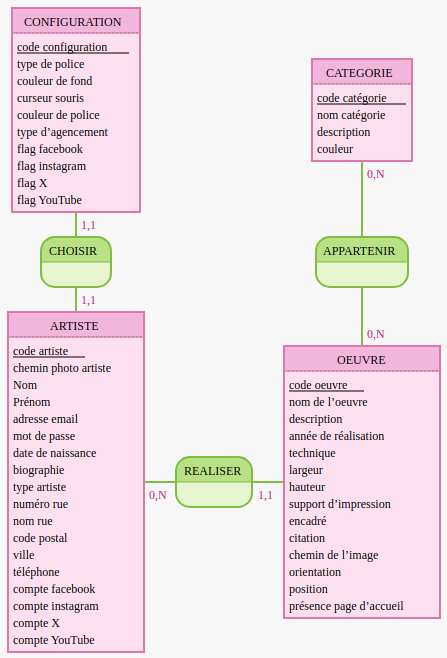 CONFIGURATION
code configuration
type de police
couleur de fond
curseur souris
couleur de police
type d’agencement
flag facebook
flag instagram
flag X
flag YouTube
CATEGORIE
code catégorie
nom catégorie
description
couleur
1,1
CHOISIR
1,1
0,N
APPARTENIR
0,N
ARTISTE
code artiste
chemin photo artiste
Nom
Prénom
adresse email
mot de passe
date de naissance
biographie
type artiste
numéro rue
nom rue
code postal
ville
téléphone
compte facebook
compte instagram
compte X
compte YouTube
0,N
REALISER
1,1
OEUVRE
code oeuvre
nom de l’oeuvre
description
année de réalisation
technique
largeur
hauteur
support d’impression
encadré
citation
chemin de l’image
orientation
position
présence page d’accueil